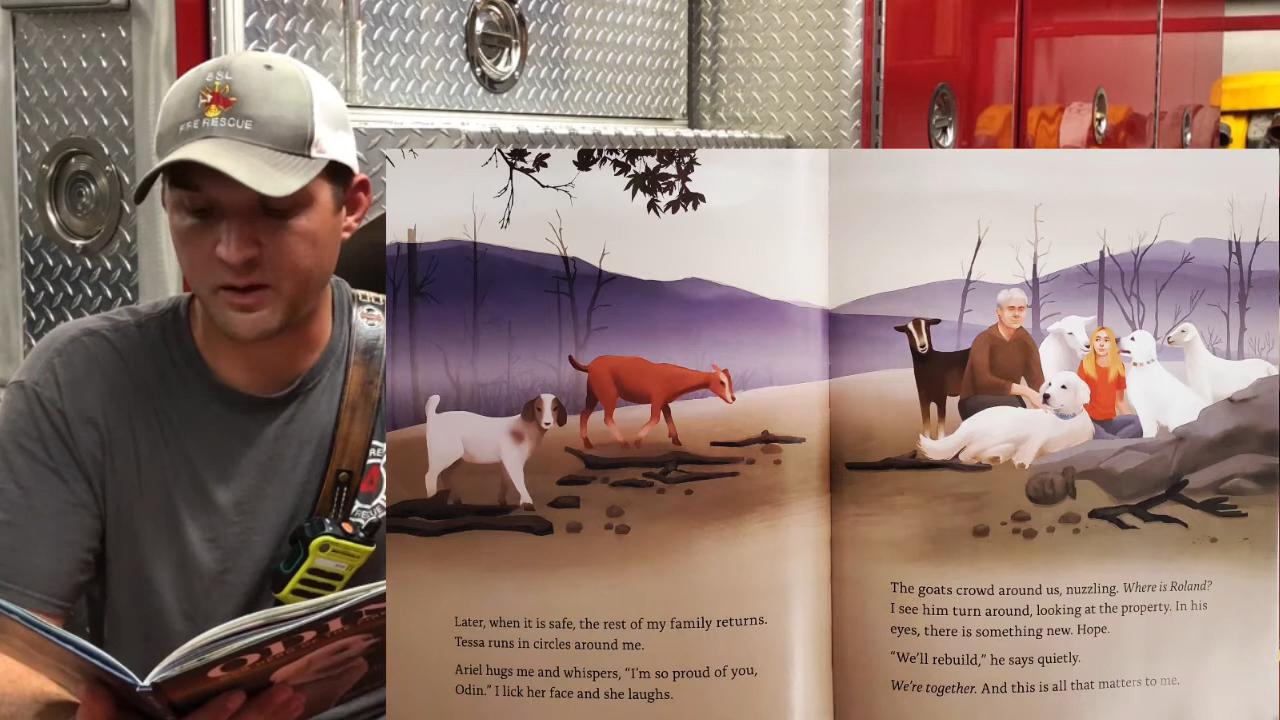 BSL
FIRE RESCUE
Later, when it is safe, the rest of my family returns.
Tessa runs in circles around me.
Ariel hugs me and whispers, “I’m so proud of you,
Odin.” I lick her face and she laughs.
The goats crowd around us, nuzzling. Where is Roland?
I see him turn around, looking at the property. In his
eyes, there is something new. Hope.
“We’ll rebuild,” he says quietly.
We’re together. And this is all that matters to me.